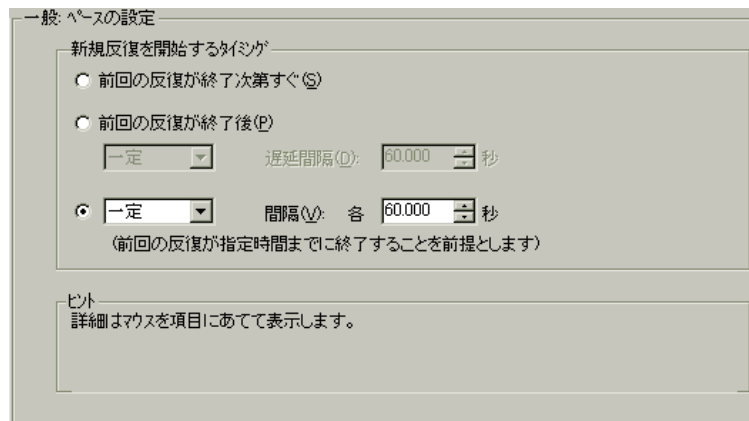 一般: ペースの設定
新規反復を開始するタイミング
前回の反復が終了次第すぐ(S)
前回の反復が終了後(P)
一定 遅延間隔(D): 60.000 秒
一定 間隔(V): 各 60.000 秒
(前回の反復が指定時間までに終了することを前提とします)
ヒント
詳細はマウスを項目にあてて表示します。